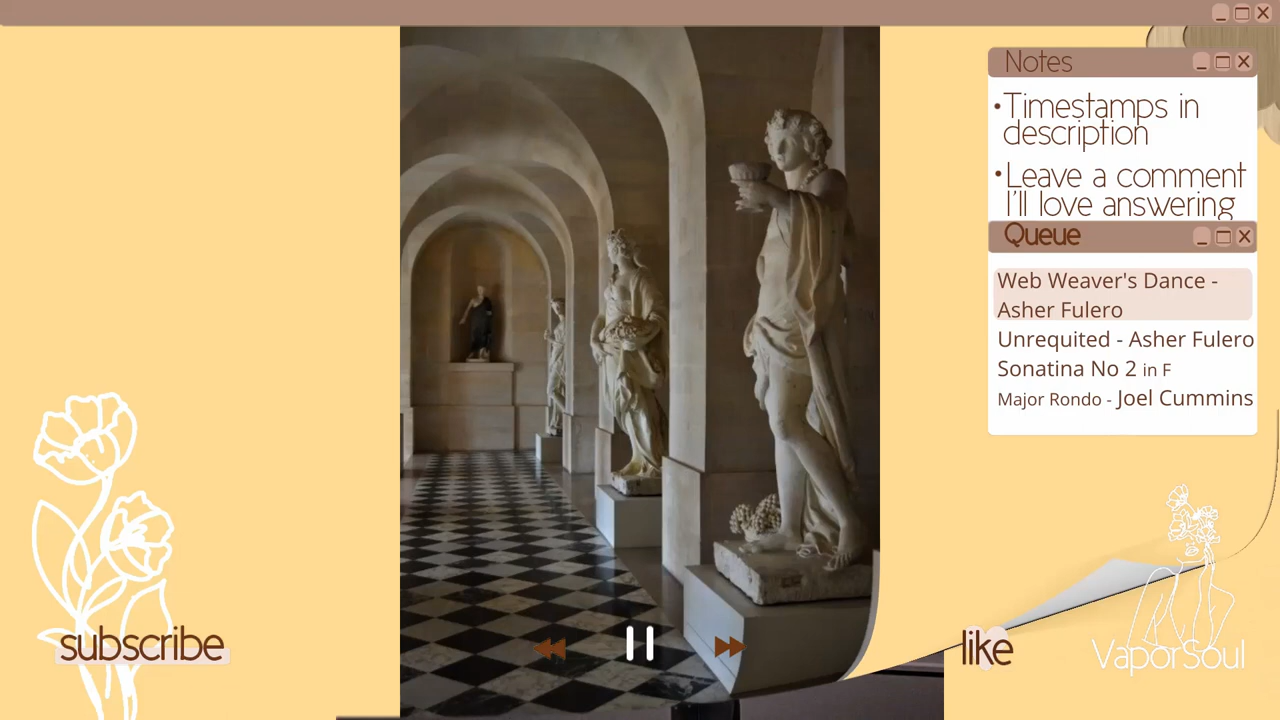 Notes
•Timestamps in
description
•Leave a comment
I'll love answering
Queue
Web Weaver's Dance -
Asher Fulero
Unrequited - Asher Fulero
Sonatina No 2 in F
Major Rondo - Joel Cummins
subscribe
like
VaporSoul